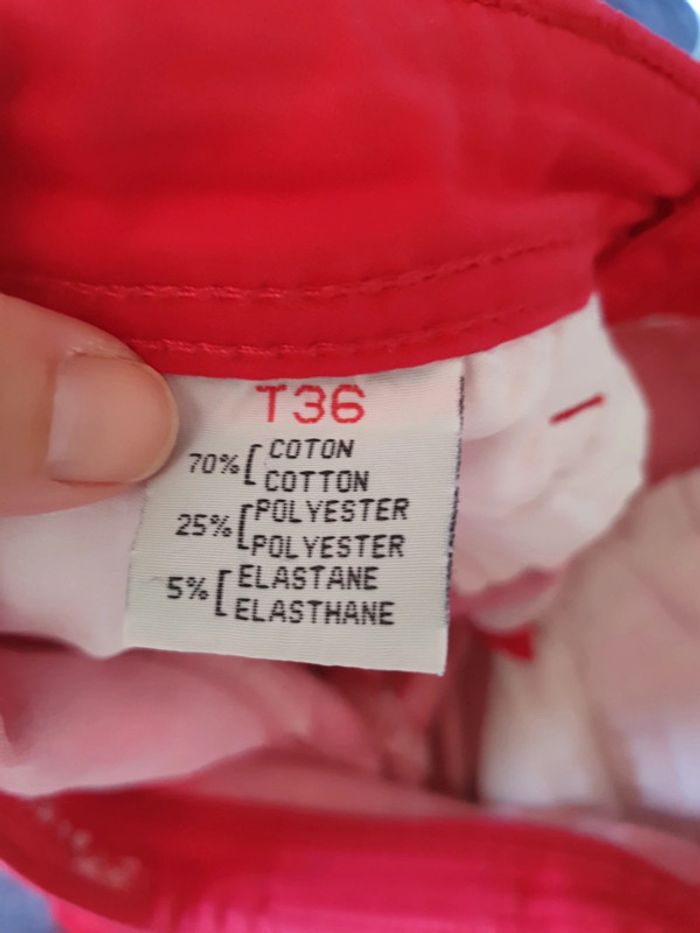 T36
70% COTON
COTTON
25% POLYESTER
POLYESTER
5% ELASTANE
ELASTHANE